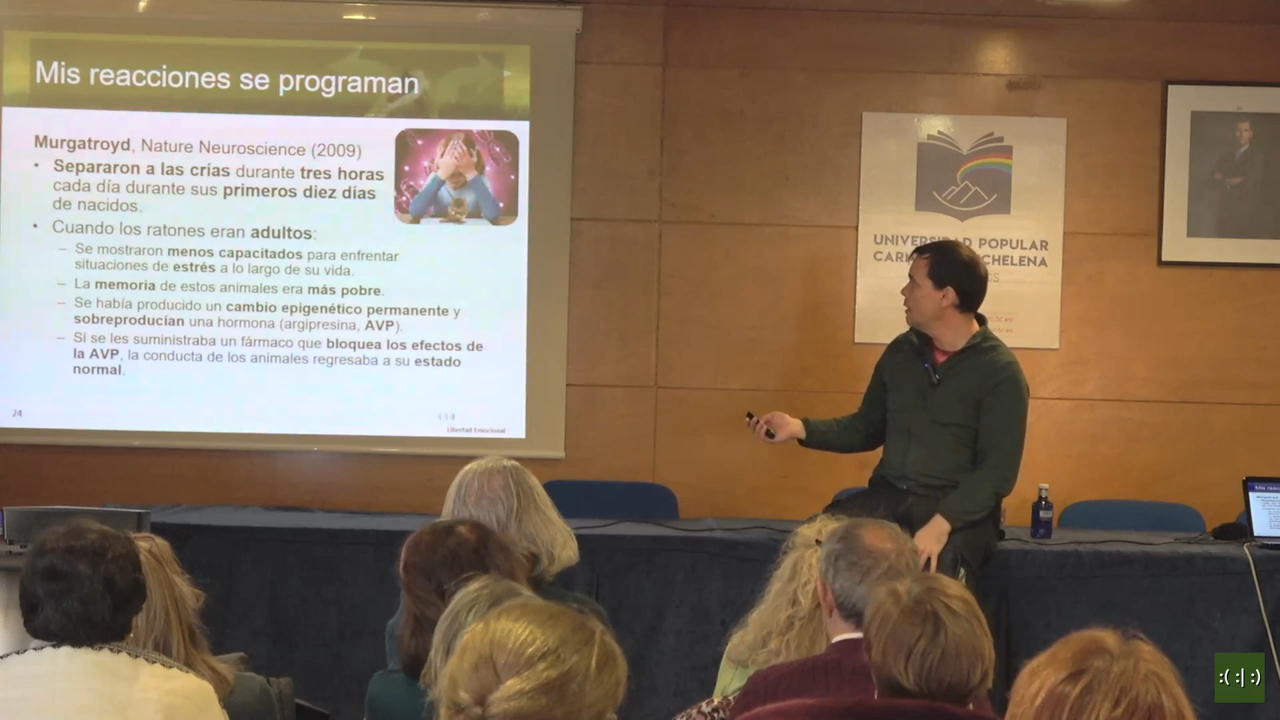 Mis reacciones se programan
Murgatroyd, Nature Neuroscience (2009)
• Separaron a las crías durante tres horas
cada día durante sus primeros diez días
de nacidos.
• Cuando los ratones eran adultos:
– Se mostraron menos capacitados para enfrentar
situaciones de estrés a lo largo de su vida.
– La memoria de estos animales era más pobre.
– Se había producido un cambio epigenético permanente y
sobreproducían una hormona (argipresina, AVP).
– Si se les suministraba un fármaco que bloquea los efectos de
la AVP, la conducta de los animales regresaba a su estado
normal.
24
Libertad Emocional
UNIVERSIDAD POPULAR
CAR CHELENA
:( :| :)